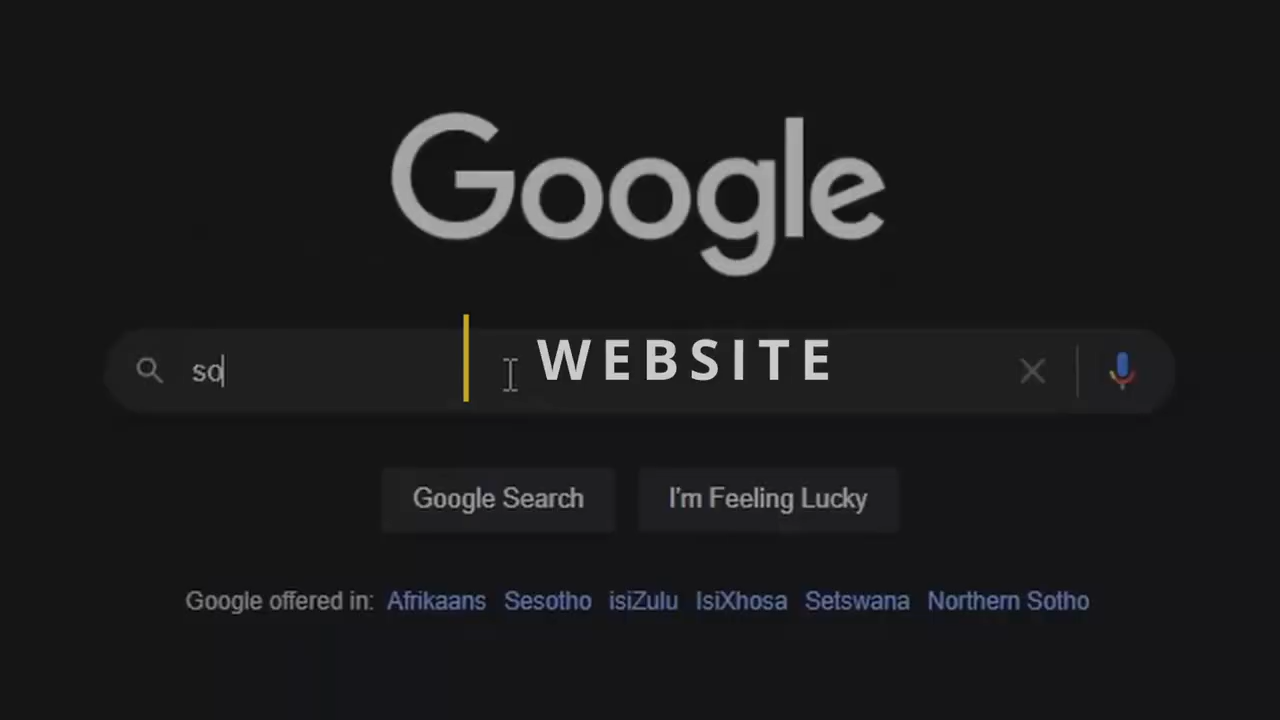 Google
so
WEBSITE
Google Search I'm Feeling Lucky
Google offered in: Afrikaans Sesotho isiZulu IsiXhosa Setswana Northern Sotho